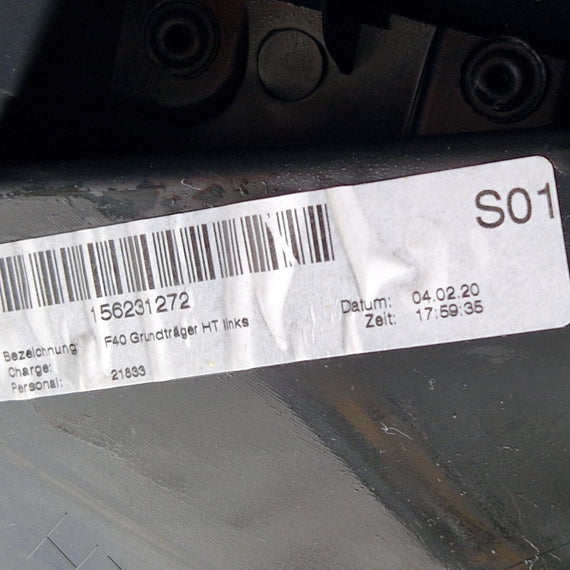 S01
156231272
Bezeichnung: F40 Grundträger HT links
Charge:
Personal: 21833
Datum: 04.02.20
Zeit: 17:59:35